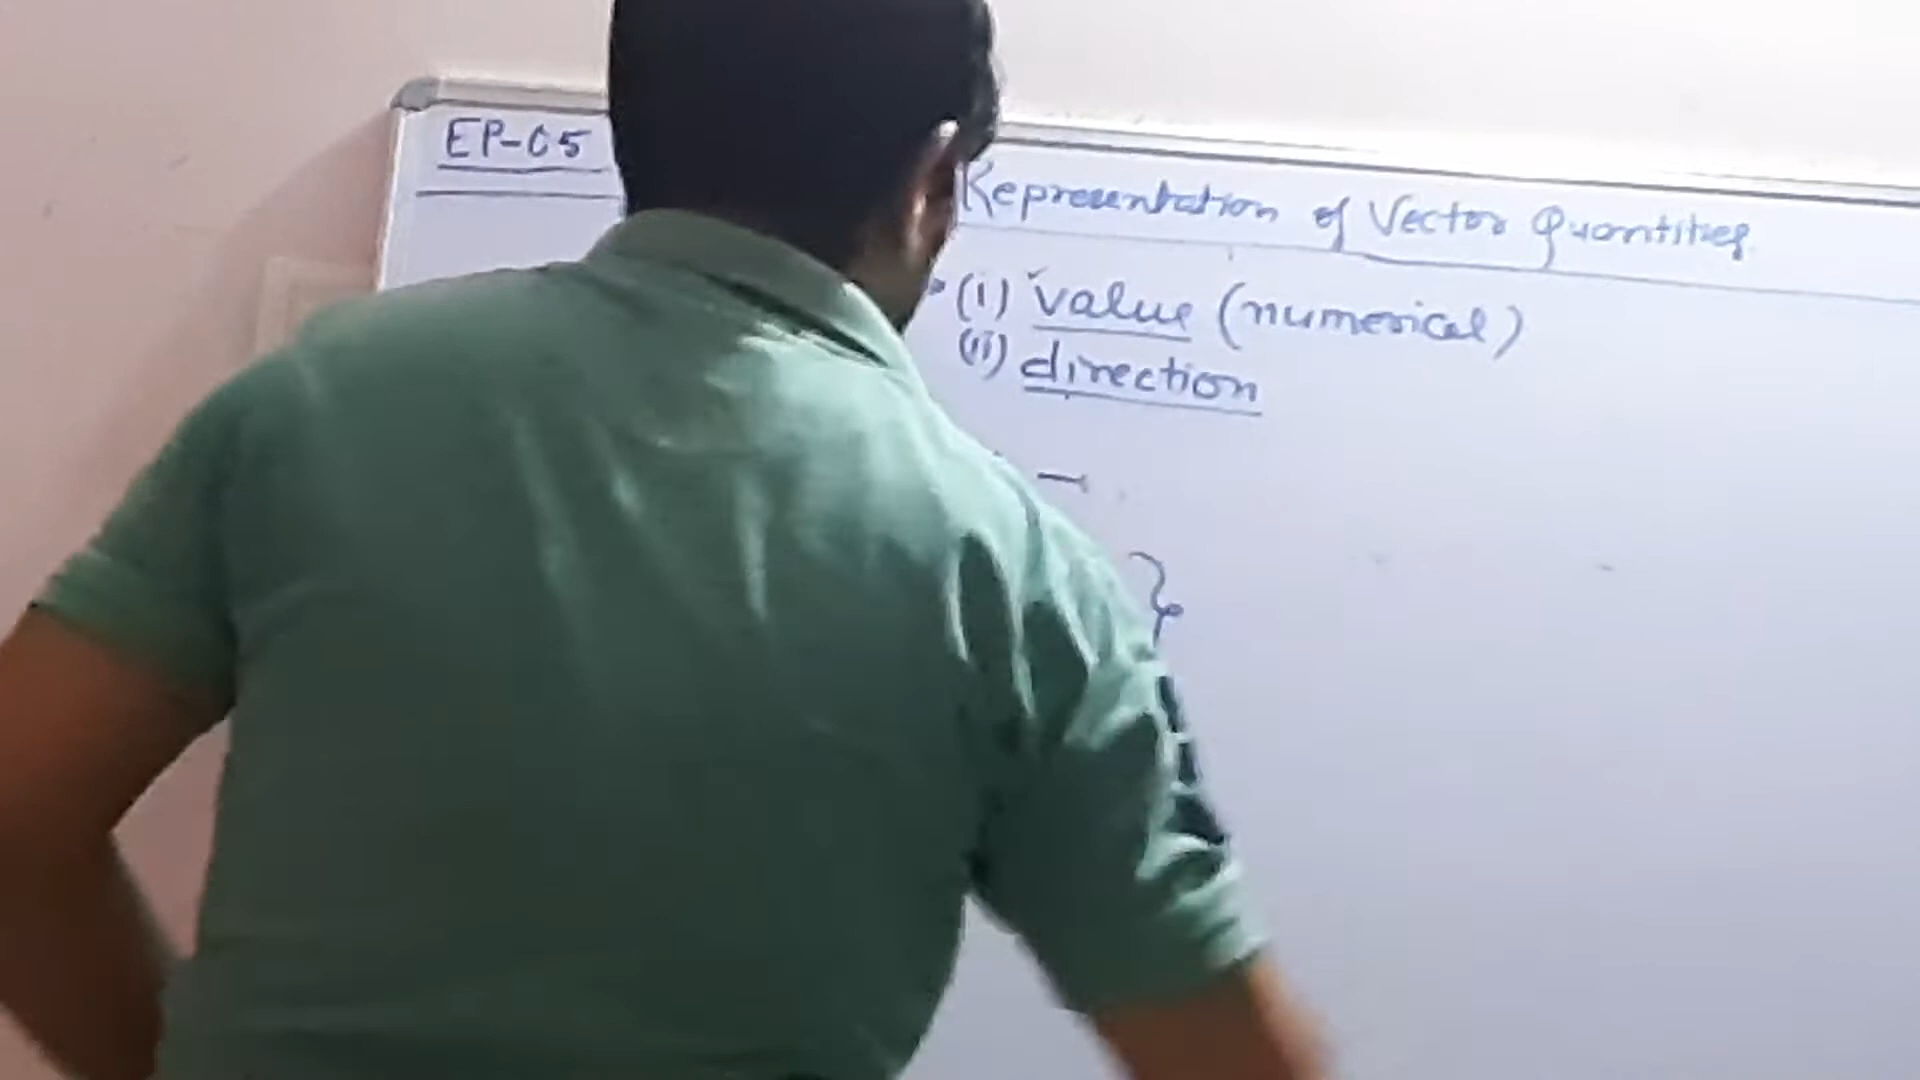 EP-05
Representation of Vector Quantities
(i) value (numerical)
(ii) direction